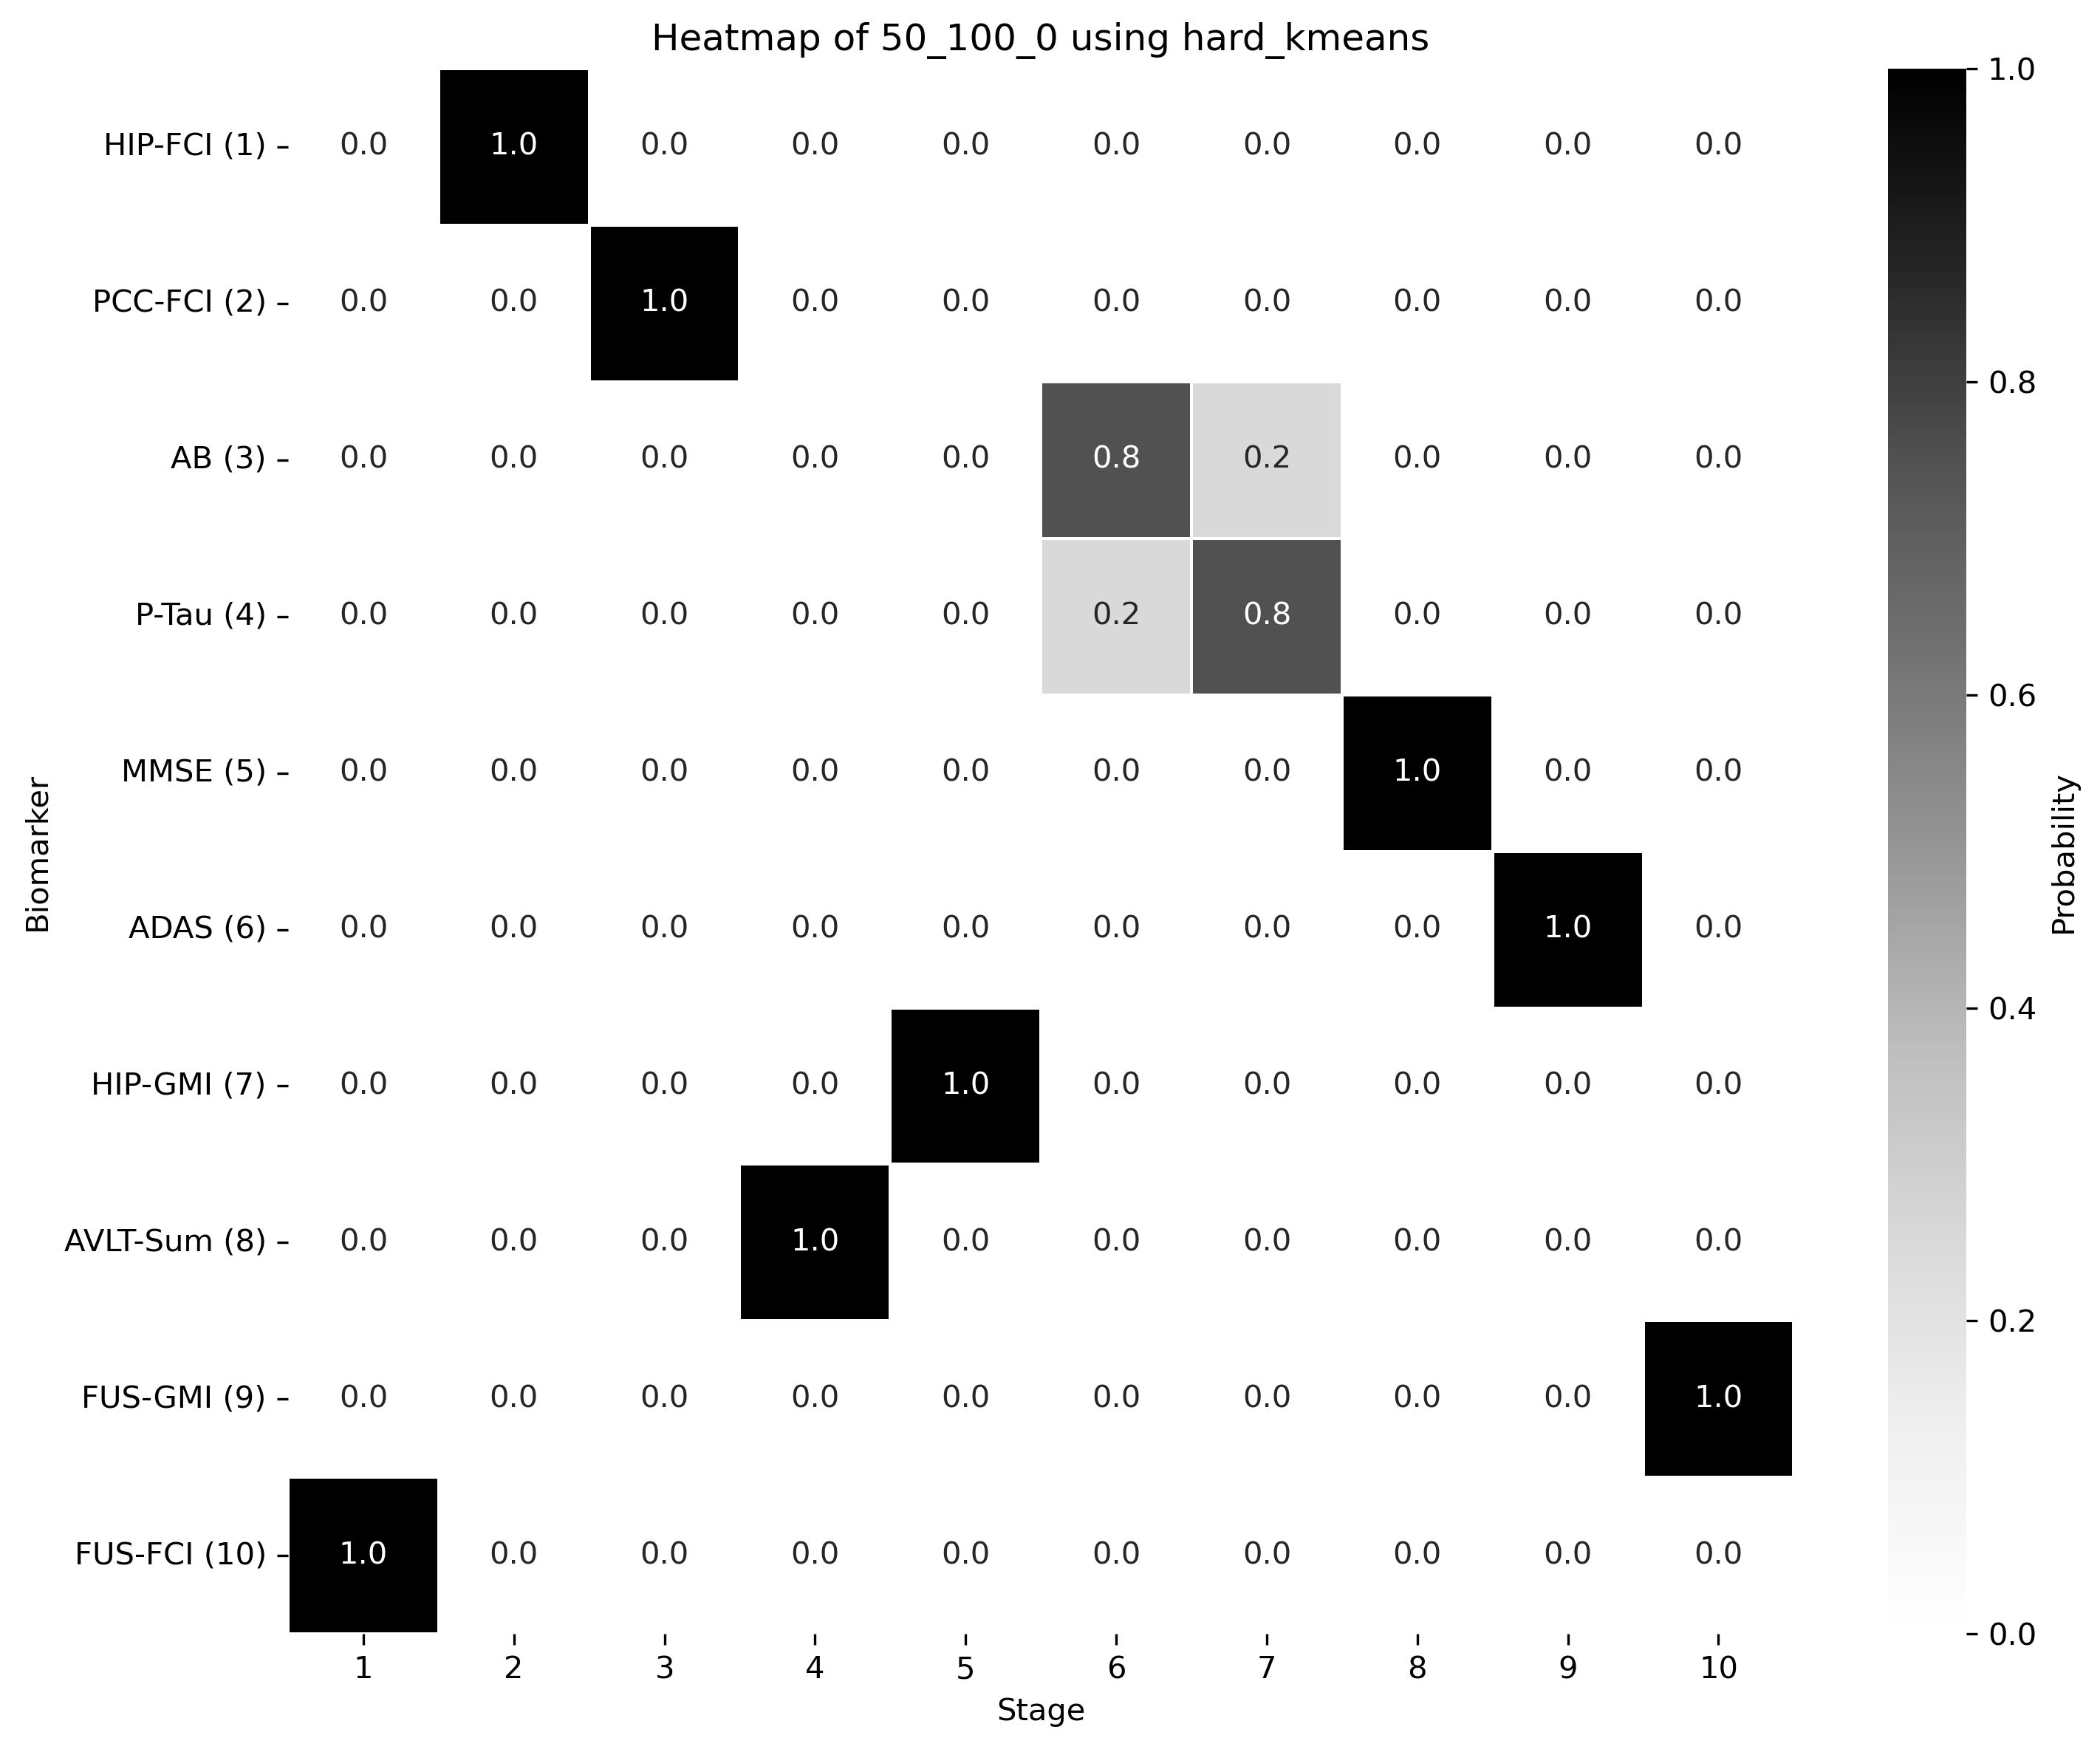 Heatmap of 50_100_0 using hard_kmeans
HIP-FCI (1) 0.0 1.0 0.0 0.0 0.0 0.0 0.0 0.0 0.0 0.0
PCC-FCI (2) 0.0 0.0 1.0 0.0 0.0 0.0 0.0 0.0 0.0 0.0
AB (3) 0.0 0.0 0.0 0.0 0.0 0.8 0.2 0.0 0.0 0.0
P-Tau (4) 0.0 0.0 0.0 0.0 0.0 0.2 0.8 0.0 0.0 0.0
MMSE (5) 0.0 0.0 0.0 0.0 0.0 0.0 0.0 1.0 0.0 0.0
ADAS (6) 0.0 0.0 0.0 0.0 0.0 0.0 0.0 0.0 1.0 0.0
HIP-GMI (7) 0.0 0.0 0.0 0.0 1.0 0.0 0.0 0.0 0.0 0.0
AVLT-Sum (8) 0.0 0.0 0.0 1.0 0.0 0.0 0.0 0.0 0.0 0.0
FUS-GMI (9) 0.0 0.0 0.0 0.0 0.0 0.0 0.0 0.0 0.0 1.0
FUS-FCI (10) 1.0 0.0 0.0 0.0 0.0 0.0 0.0 0.0 0.0 0.0
1 2 3 4 5 6 7 8 9 10
Stage
Biomarker
1.0
0.8
0.6
0.4
0.2
0.0
Probability